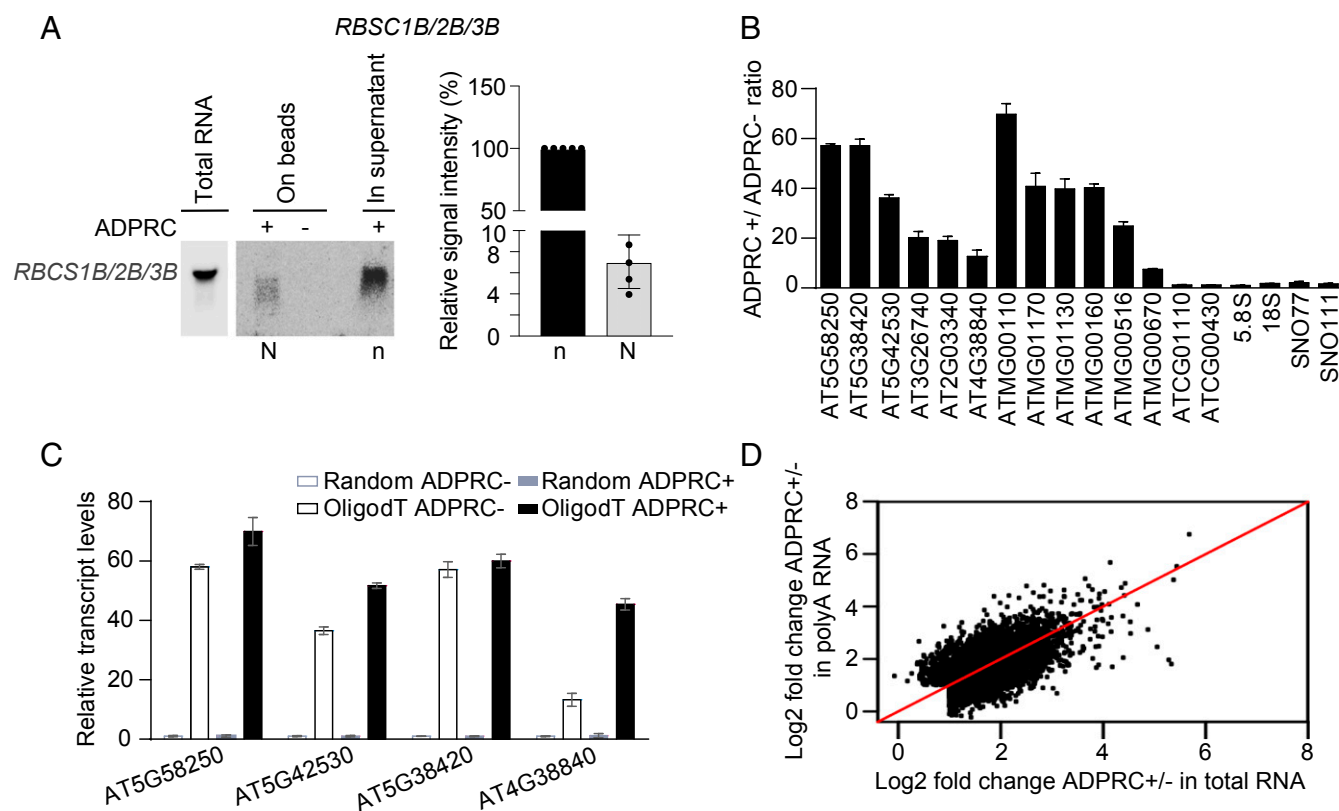 A
RBSC1B/2B/3B
Total RNA
On beads
In supernatant
ADPRC
+
-
+
RBCS1B/2B/3B
N
n
Relative signal intensity (%)
150
100
50
10
8
6
4
2
0
n
N
B
ADPRC +/ ADPRC- ratio
80
60
40
20
0
AT5G58250
AT5G38420
AT5G42530
AT3G26740
AT2G03340
AT4G38840
ATMG00110
ATMG01170
ATMG01130
ATMG00160
ATMG00516
ATMG00670
ATCG01110
ATCG00430
5.8S
18S
SNO77
SNO111
C
Random ADPRC-
Random ADPRC+
OligodT ADPRC-
OligodT ADPRC+
Relative transcript levels
80
60
40
20
0
AT5G58250
AT5G42530
AT5G38420
AT4G38840
D
Log2 fold change ADPRC+/-
in polyA RNA
8
6
4
2
0
0
2
4
6
8
Log2 fold change ADPRC+/- in total RNA